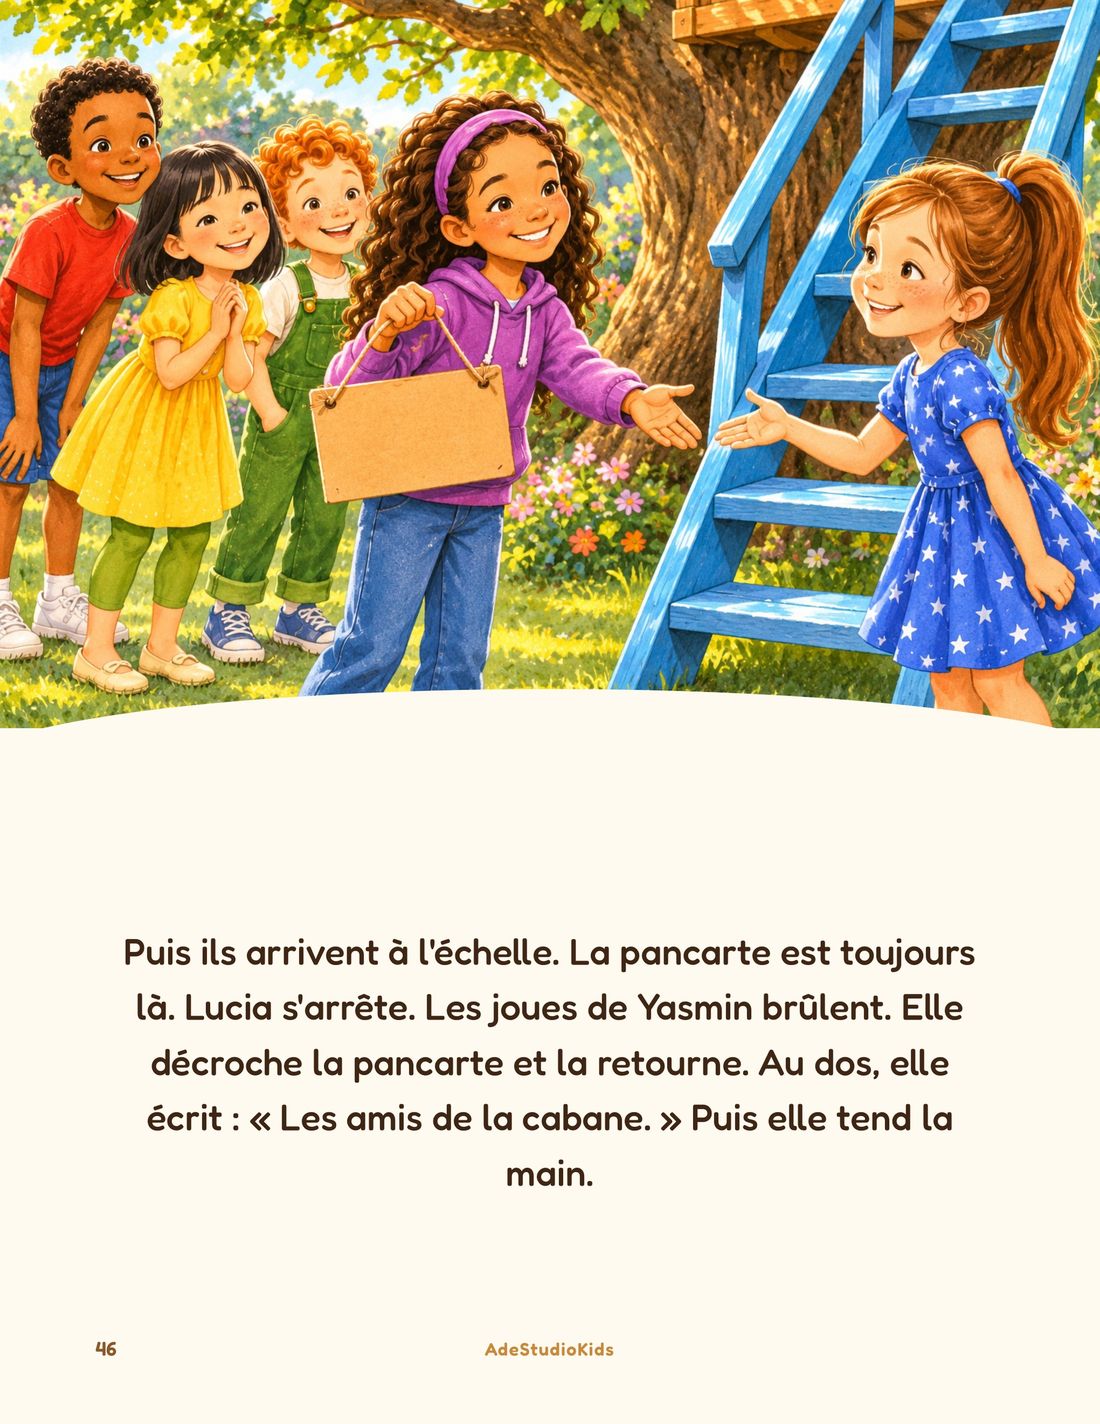 Puis ils arrivent à l'échelle. La pancarte est toujours
là. Lucia s'arrête. Les joues de Yasmin brûlent. Elle
décroche la pancarte et la retourne. Au dos, elle
écrit : « Les amis de la cabane. » Puis elle tend la
main.
46
AdeStudioKids